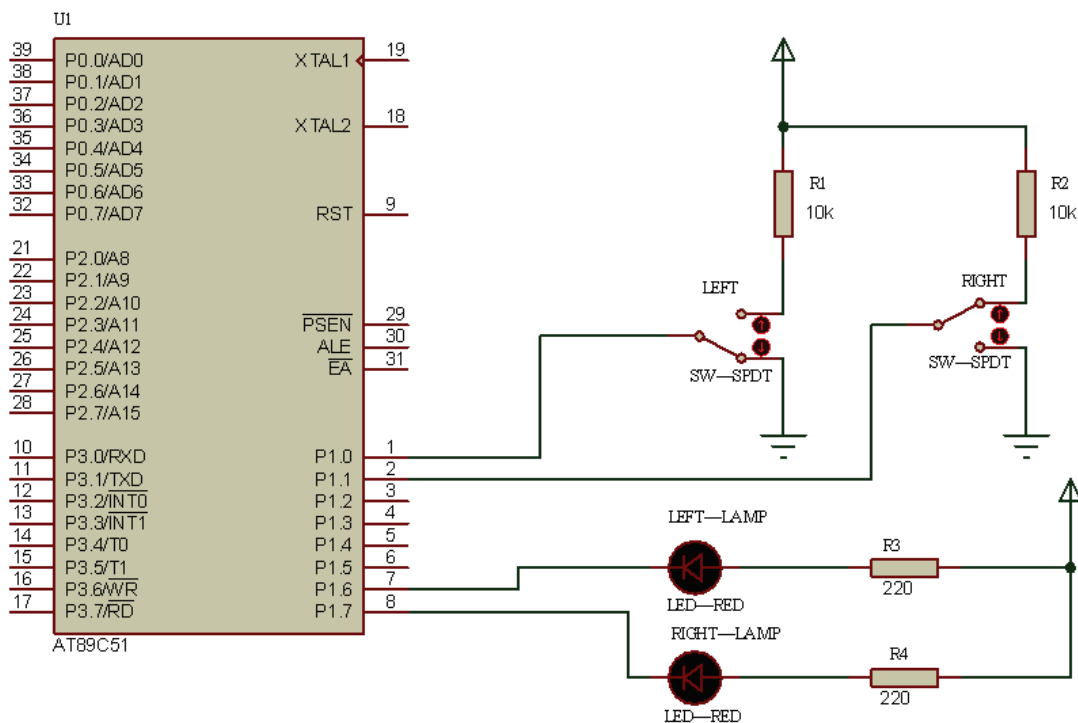 U1
39 P0.0/AD0 XTAL1 19
38 P0.1/AD1
37 P0.2/AD2
36 P0.3/AD3 XTAL2 18
35 P0.4/AD4
34 P0.5/AD5
33 P0.6/AD6
32 P0.7/AD7 RST 9
21 P2.0/A8
22 P2.1/A9
23 P2.2/A10
24 P2.3/A11 PSEN 29
25 P2.4/A12 ALE 30
26 P2.5/A13 EA 31
27 P2.6/A14
28 P2.7/A15
10 P3.0/RXD P1.0 1
11 P3.1/TXD P1.1 2
12 P3.2/INT0 P1.2 3
13 P3.3/INT1 P1.3 4
14 P3.4/T0 P1.4 5
15 P3.5/T1 P1.5 6
16 P3.6/WR P1.6 7
17 P3.7/RD P1.7 8
AT89C51
R1
10k
R2
10k
LEFT
SW—SPDT
RIGHT
SW—SPDT
LEFT—LAMP
LED—RED
R3
220
RIGHT—LAMP
LED—RED
R4
220